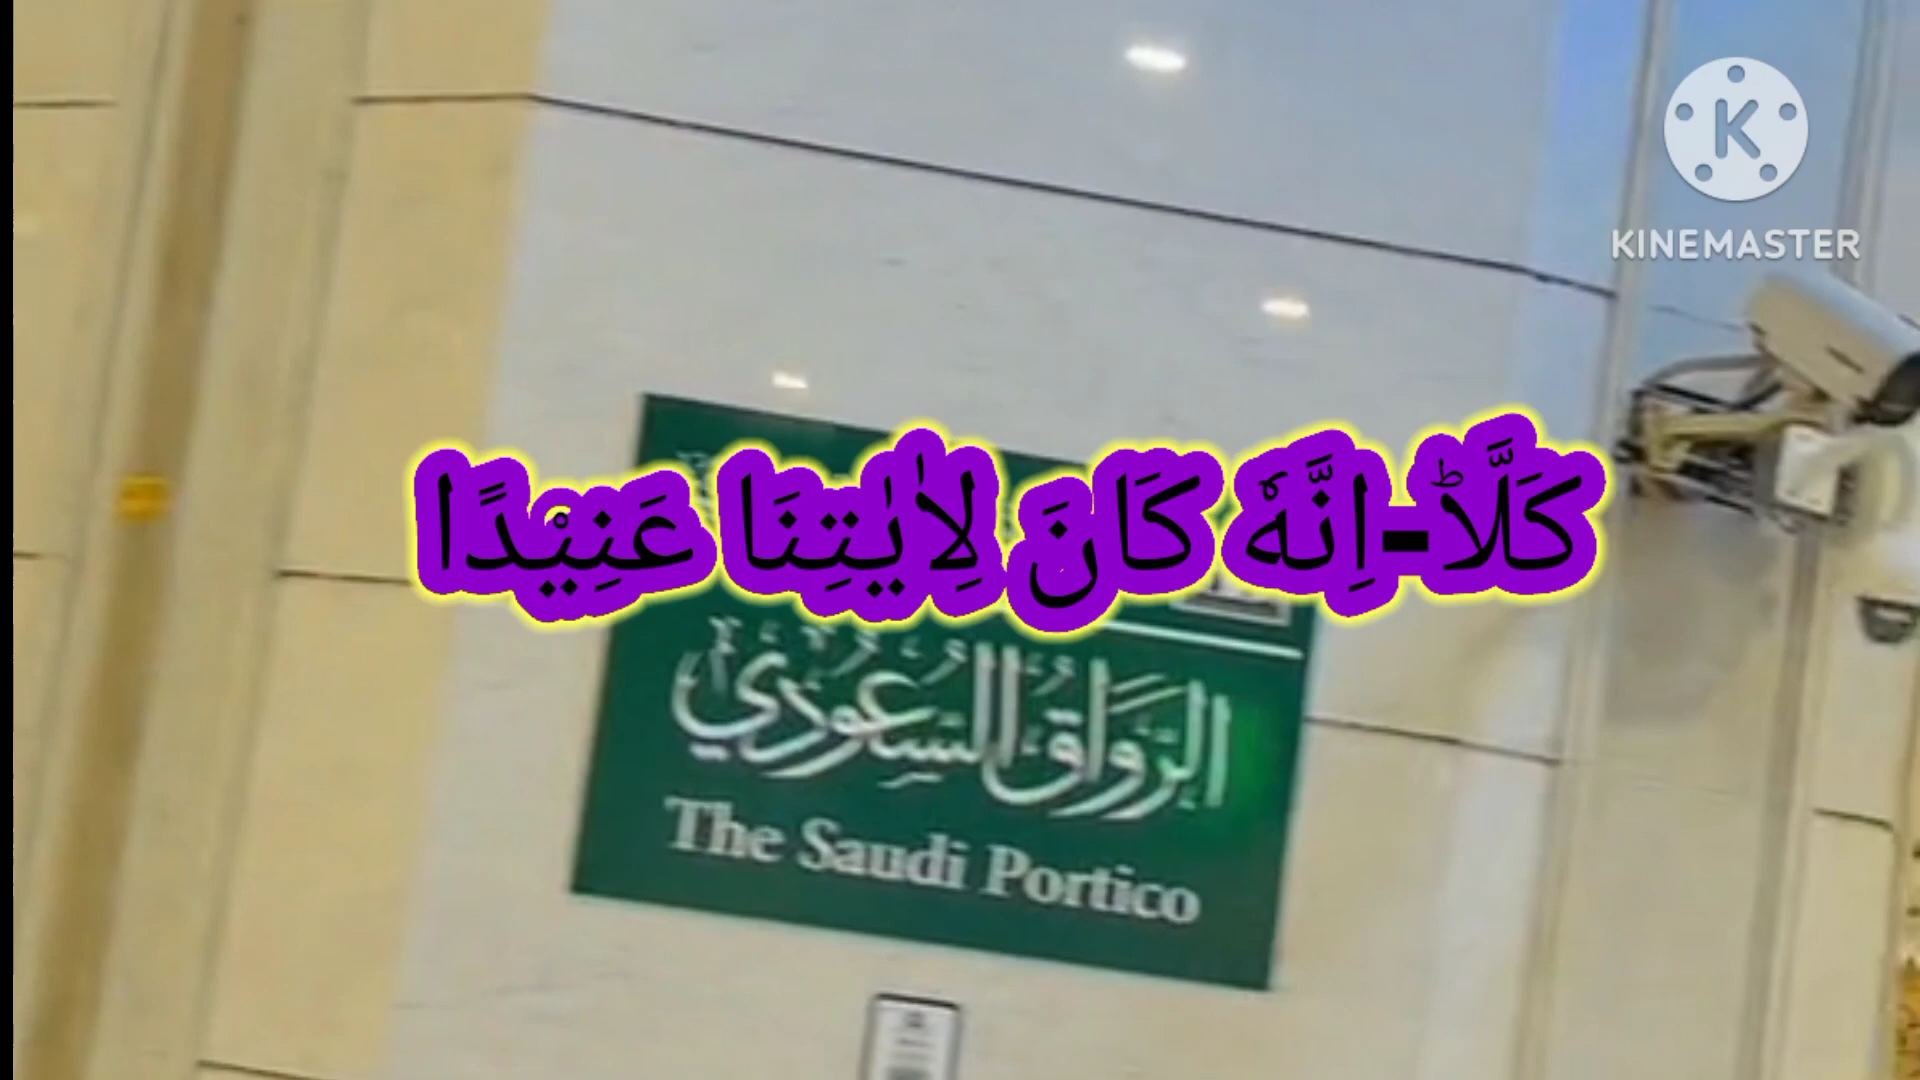 KINEMASTER
كَلَّاؕ-اِنَّهٗ كَانَ لِاٰیٰتِنَا عَنِیْدًا
الرواق السعودي
The Saudi Portico